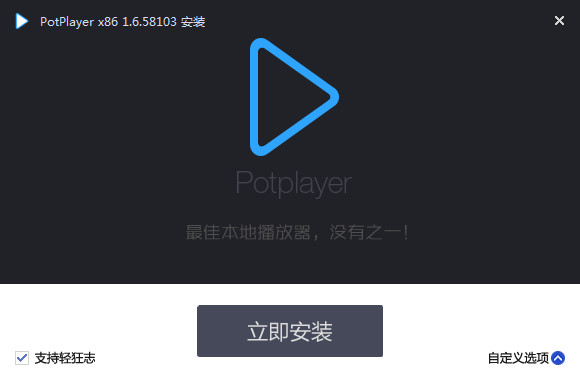 PotPlayer x86 1.6.58103 安装
Potplayer
最佳本地播放器，没有之一！
立即安装
支持轻狂志
自定义选项